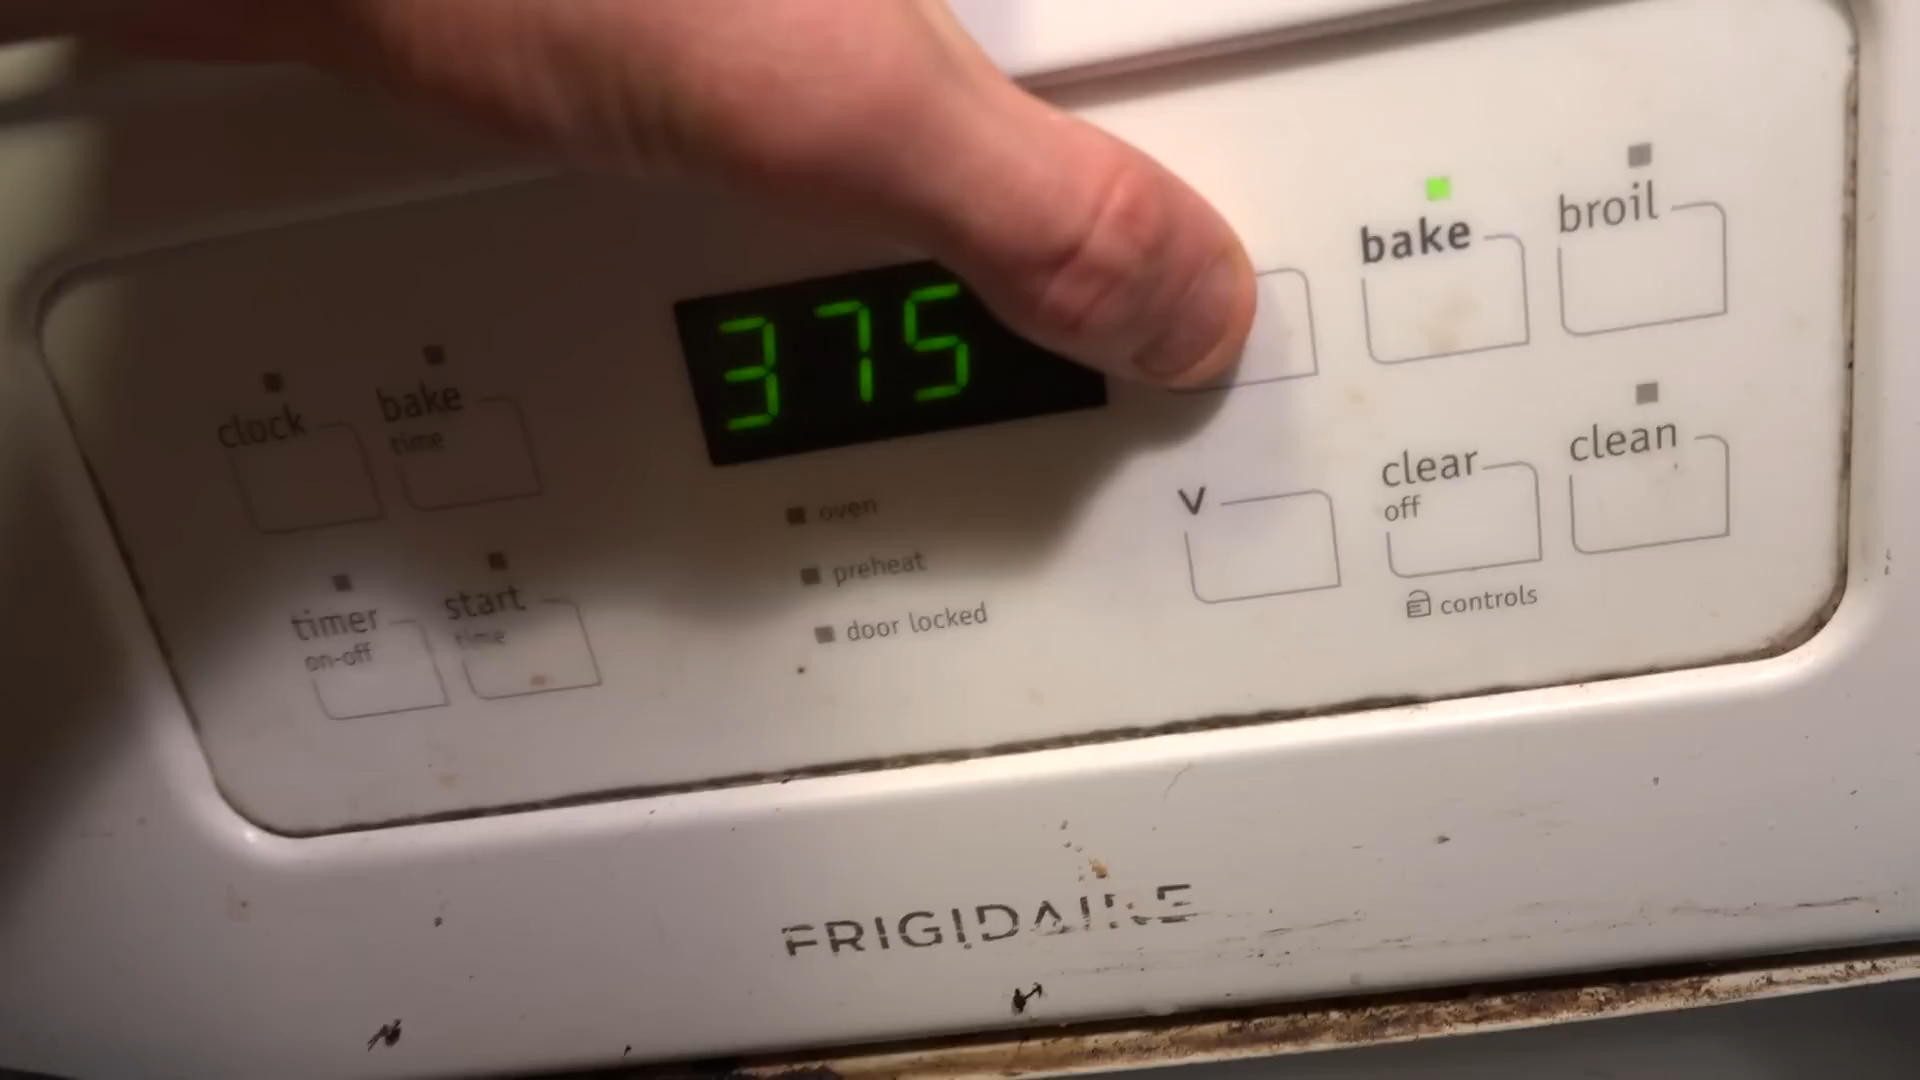 375
bake
broil
clock
bake
time
oven
preheat
door locked
timer
on-off
start
time
V
clear
off
controls
clean
FRIGIDAIRE